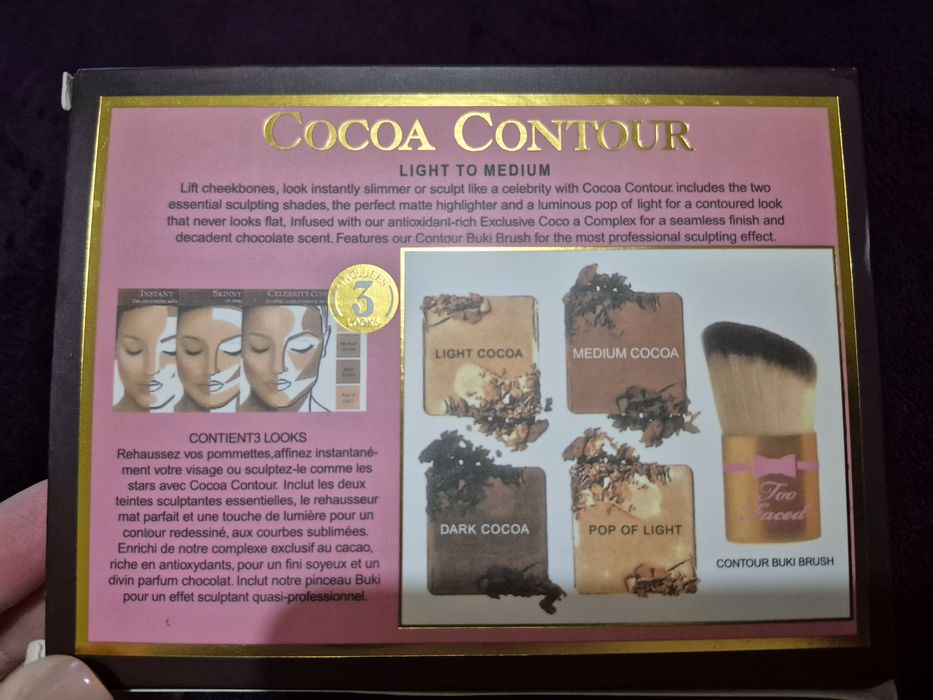 COCOA CONTOUR
LIGHT TO MEDIUM
Lift cheekbones, look instantly slimmer or sculpt like a celebrity with Cocoa Contour. includes the two
essential sculpting shades, the perfect matte highlighter and a luminous pop of light for a contoured look
that never looks flat, Infused with our antioxidant-rich Exclusive Coco a Complex for a seamless finish and
decadent chocolate scent. Features our Contour Buki Brush for the most professional sculpting effect.
INCLUDES
3
LOOKS
INSTANT
SKINNY
CELEBRITY CON
Medium
Cocoa
Dark
Cocoa
Pop of
Light
CONTIENT3 LOOKS
Rehaussez vos pommettes,affinez instantané-
ment votre visage ou sculptez-le comme les
stars avec Cocoa Contour. Inclut les deux
teintes sculptantes essentielles, le rehausseur
mat parfait et une touche de lumière pour un
contour redessiné, aux courbes sublimées.
Enrichi de notre complexe exclusif au cacao,
riche en antioxydants, pour un fini soyeux et un
divin parfum chocolat. Inclut notre pinceau Buki
pour un effet sculptant quasi-professionnel.
LIGHT COCOA
MEDIUM COCOA
DARK COCOA
POP OF LIGHT
Too
Faced
CONTOUR BUKI BRUSH